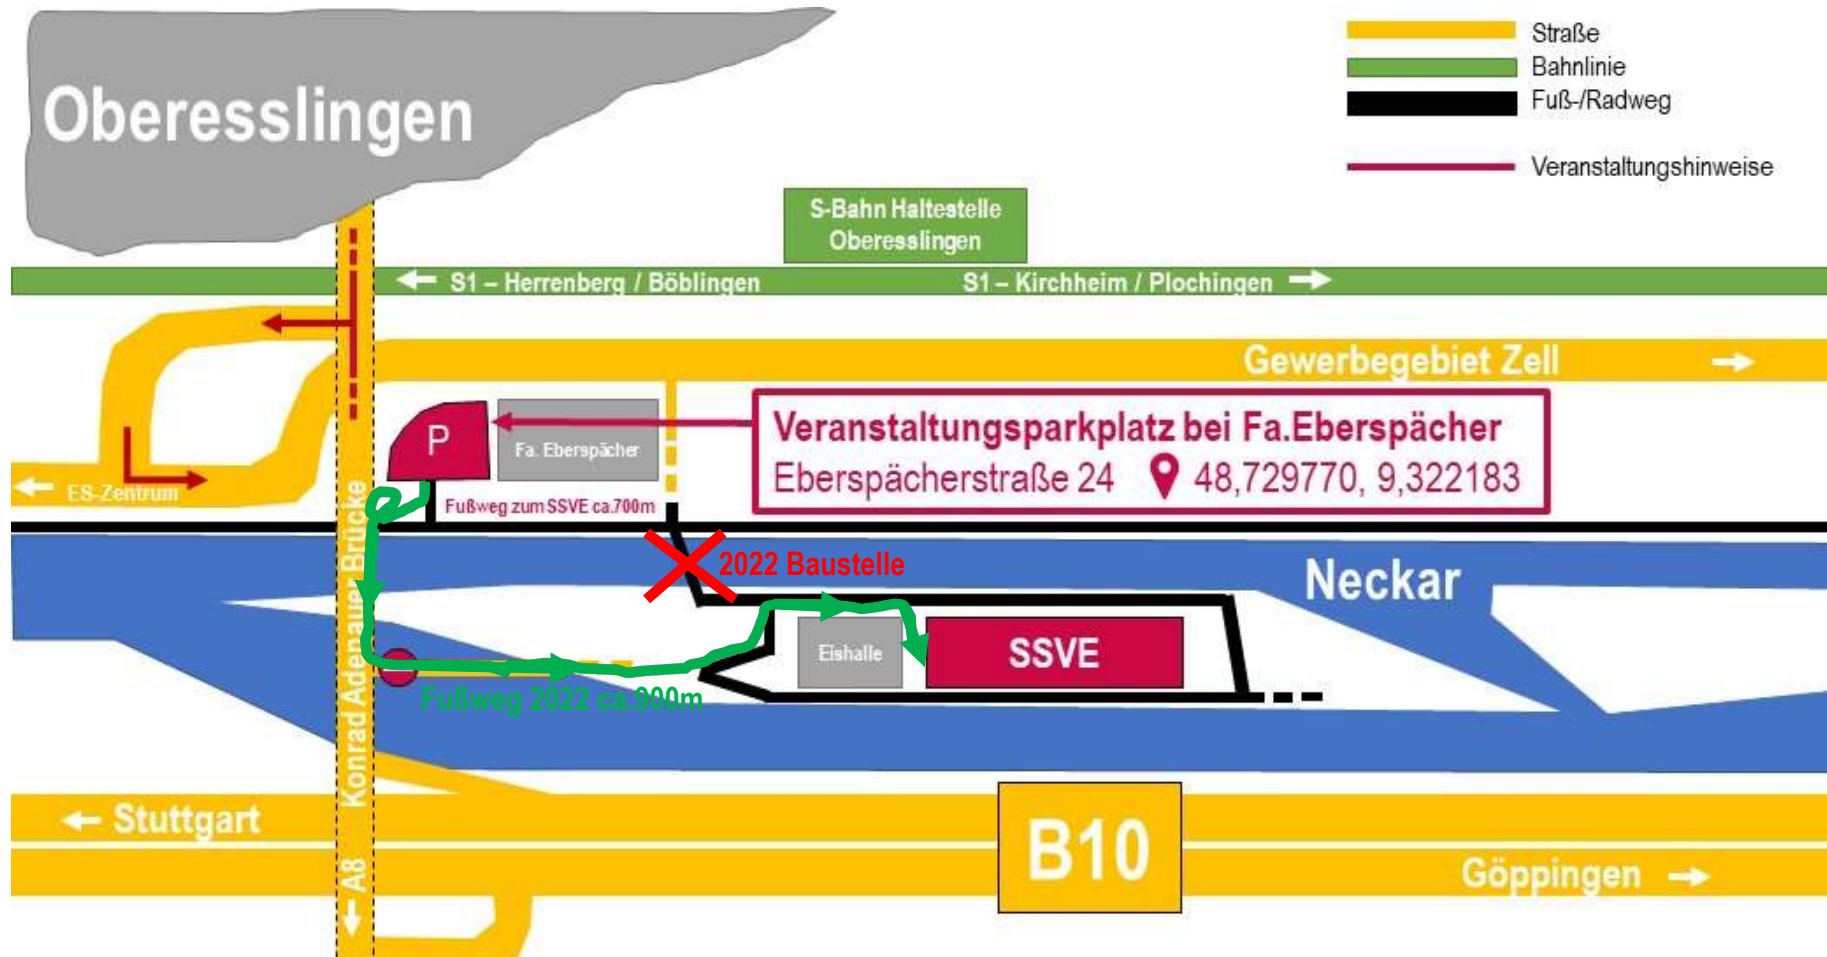 Straße
Bahnlinie
Fuß-/Radweg
Veranstaltungshinweise
Oberesslingen
S-Bahn Haltestelle
Oberesslingen
S1 – Herrenberg / Böblingen
S1 – Kirchheim / Plochingen
Gewerbegebiet Zell
P
Fa. Eberspächer
Veranstaltungsparkplatz bei Fa.Eberspächer
Eberspächerstraße 24 48,729770, 9,322183
ES-Zentrum
Fußweg zum SSVE ca.700m
2022 Baustelle
Neckar
Konrad Adenauer Brücke
Eishalle
SSVE
Fußweg 2022 ca.900m
Stuttgart
B10
A8
Göppingen